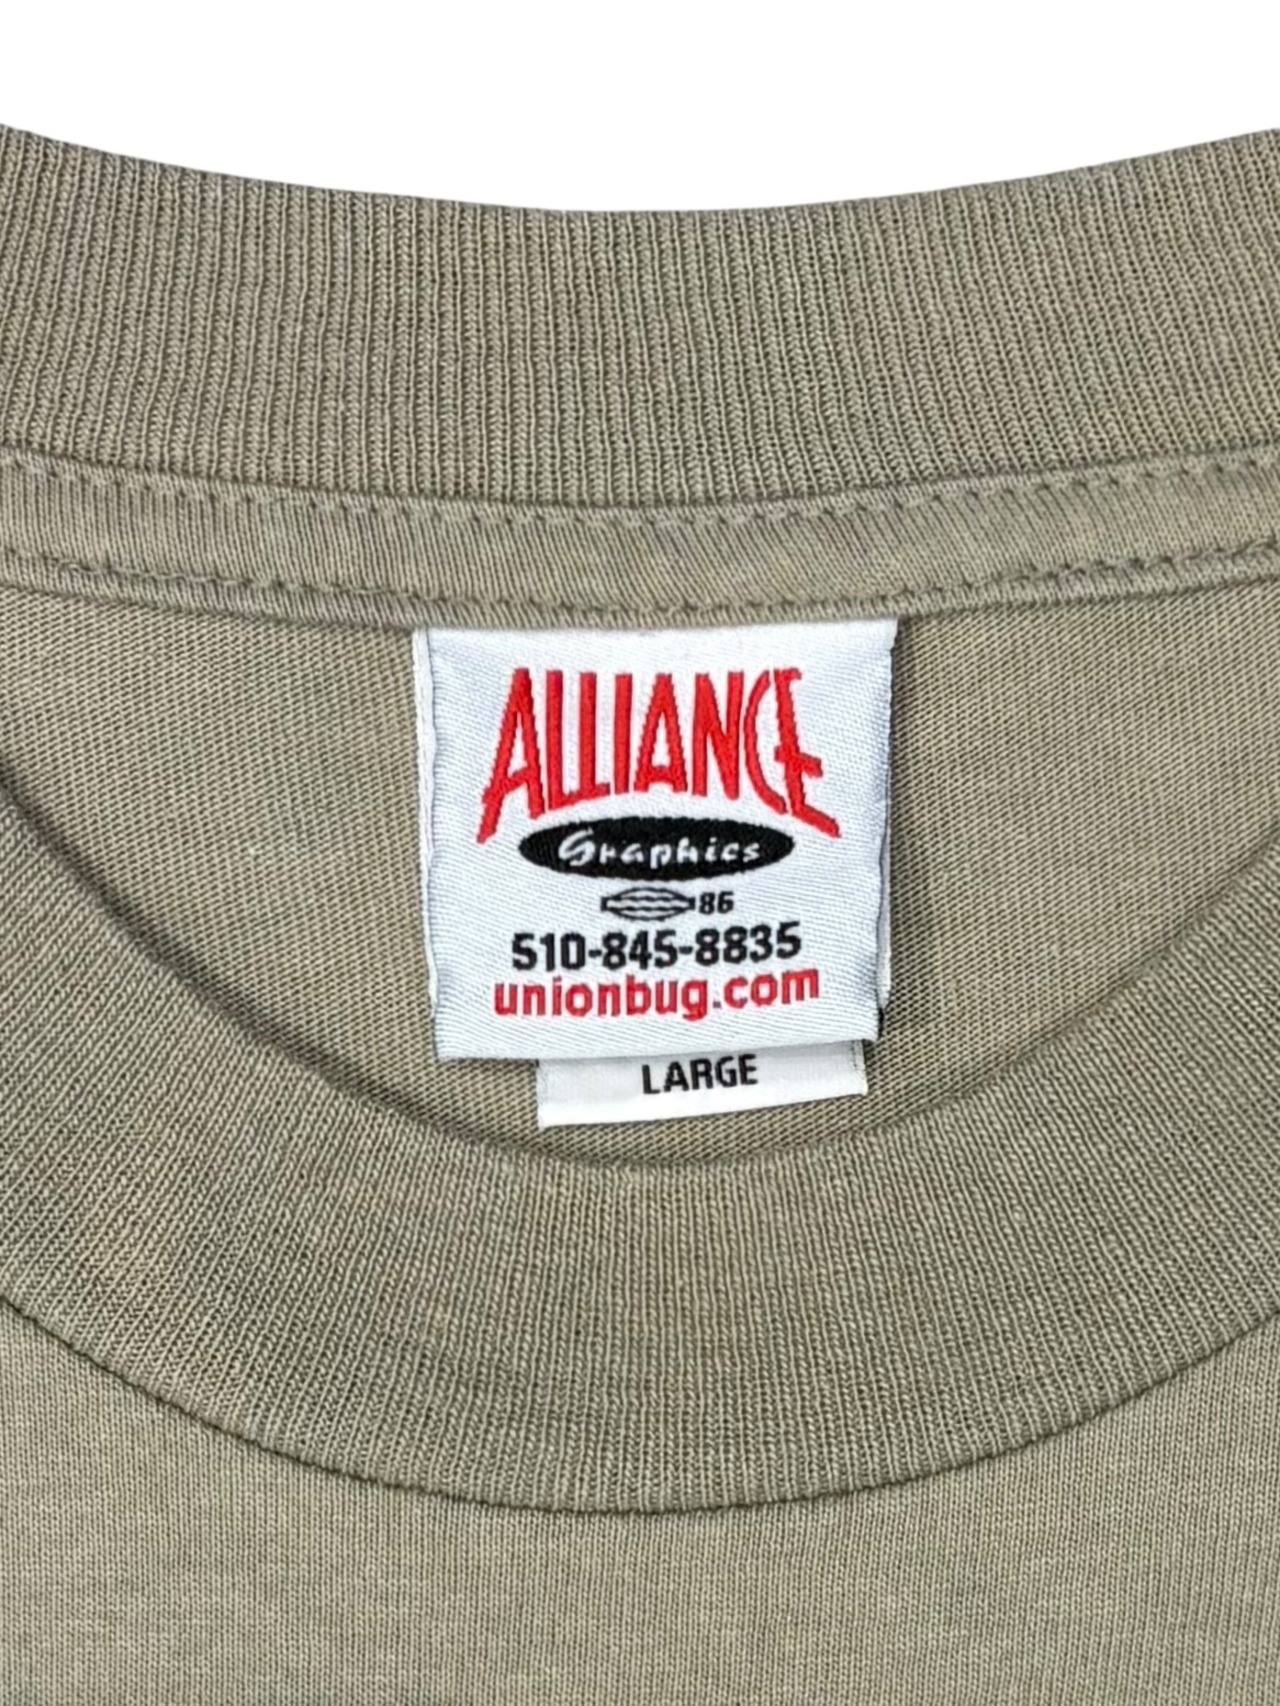 ALLIANCE
Graphics
86
510-845-8835
unionbug.com
LARGE